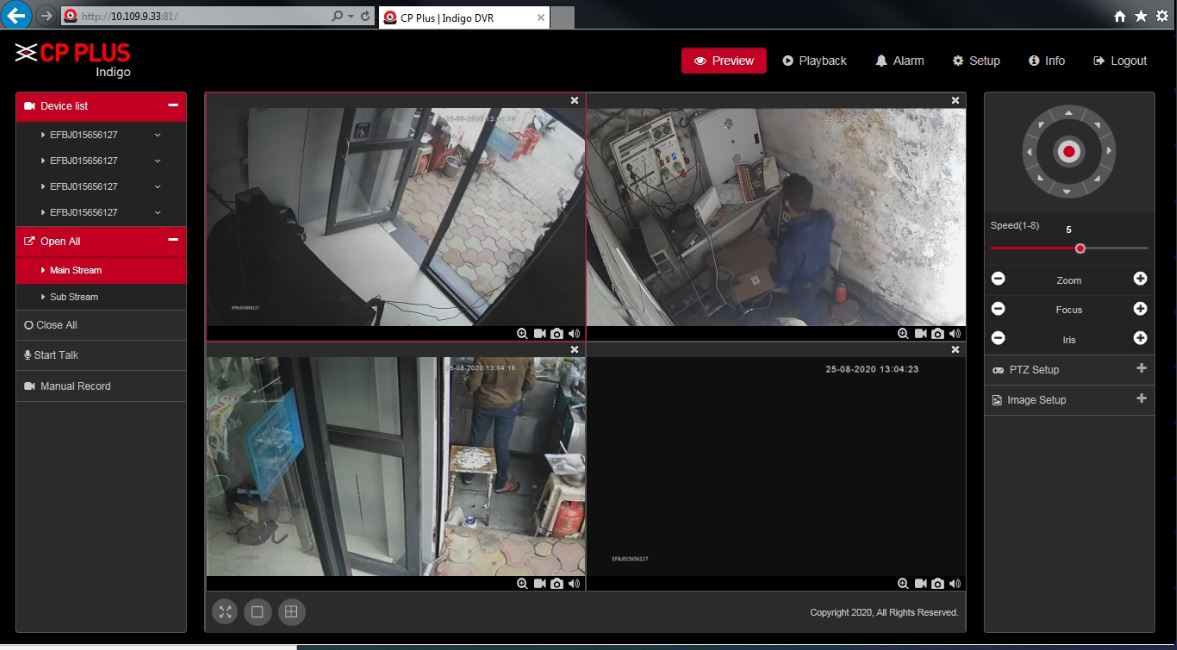 http://10.109.9.33:81/
CP Plus | Indigo DVR
CP PLUS
Indigo
Preview
Playback
Alarm
Setup
Info
Logout
Device list
EFBJ015656127
EFBJ015656127
EFBJ015656127
EFBJ015656127
Open All
Main Stream
Sub Stream
Close All
Start Talk
Manual Record
25-08-2020 13:04:18
25-08-2020 13:04:23
EFBJ015656127
Speed(1-8)
5
Zoom
Focus
Iris
PTZ Setup
Image Setup
Copyright 2020, All Rights Reserved.